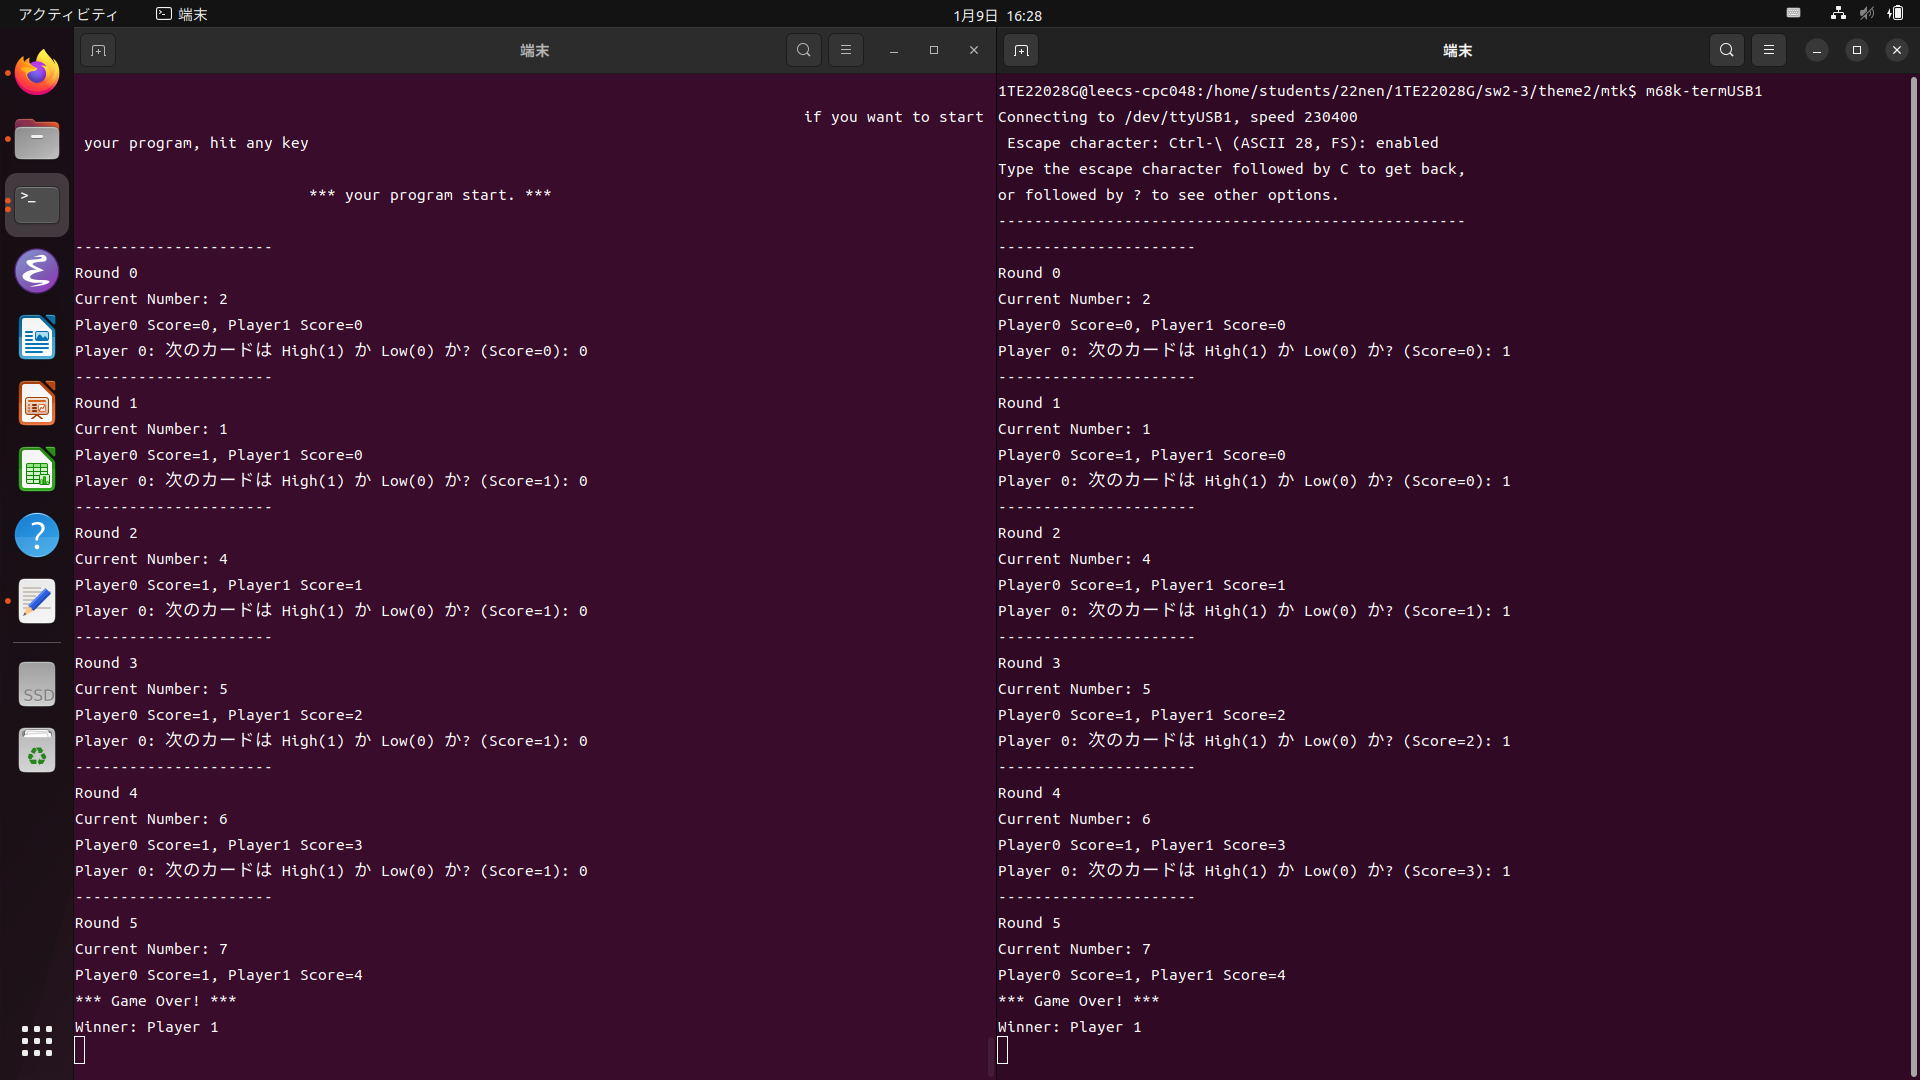 アクティビティ 端末 1月9日 16:28
端末
if you want to start
your program, hit any key
*** your program start. ***
----------------------
Round 0
Current Number: 2
Player0 Score=0, Player1 Score=0
Player 0: 次のカードは High(1) か Low(0) か? (Score=0): 0
----------------------
Round 1
Current Number: 1
Player0 Score=1, Player1 Score=0
Player 0: 次のカードは High(1) か Low(0) か? (Score=1): 0
----------------------
Round 2
Current Number: 4
Player0 Score=1, Player1 Score=1
Player 0: 次のカードは High(1) か Low(0) か? (Score=1): 0
----------------------
Round 3
Current Number: 5
Player0 Score=1, Player1 Score=2
Player 0: 次のカードは High(1) か Low(0) か? (Score=1): 0
----------------------
Round 4
Current Number: 6
Player0 Score=1, Player1 Score=3
Player 0: 次のカードは High(1) か Low(0) か? (Score=1): 0
----------------------
Round 5
Current Number: 7
Player0 Score=1, Player1 Score=4
*** Game Over! ***
Winner: Player 1
端末
1TE22028G@leecs-cpc048:/home/students/22nen/1TE22028G/sw2-3/theme2/mtk$ m68k-termUSB1
Connecting to /dev/ttyUSB1, speed 230400
Escape character: Ctrl-\ (ASCII 28, FS): enabled
Type the escape character followed by C to get back,
or followed by ? to see other options.
----------------------------------------------------
----------------------
Round 0
Current Number: 2
Player0 Score=0, Player1 Score=0
Player 0: 次のカードは High(1) か Low(0) か? (Score=0): 1
----------------------
Round 1
Current Number: 1
Player0 Score=1, Player1 Score=0
Player 0: 次のカードは High(1) か Low(0) か? (Score=0): 1
----------------------
Round 2
Current Number: 4
Player0 Score=1, Player1 Score=1
Player 0: 次のカードは High(1) か Low(0) か? (Score=1): 1
----------------------
Round 3
Current Number: 5
Player0 Score=1, Player1 Score=2
Player 0: 次のカードは High(1) か Low(0) か? (Score=2): 1
----------------------
Round 4
Current Number: 6
Player0 Score=1, Player1 Score=3
Player 0: 次のカードは High(1) か Low(0) か? (Score=3): 1
----------------------
Round 5
Current Number: 7
Player0 Score=1, Player1 Score=4
*** Game Over! ***
Winner: Player 1
SSD